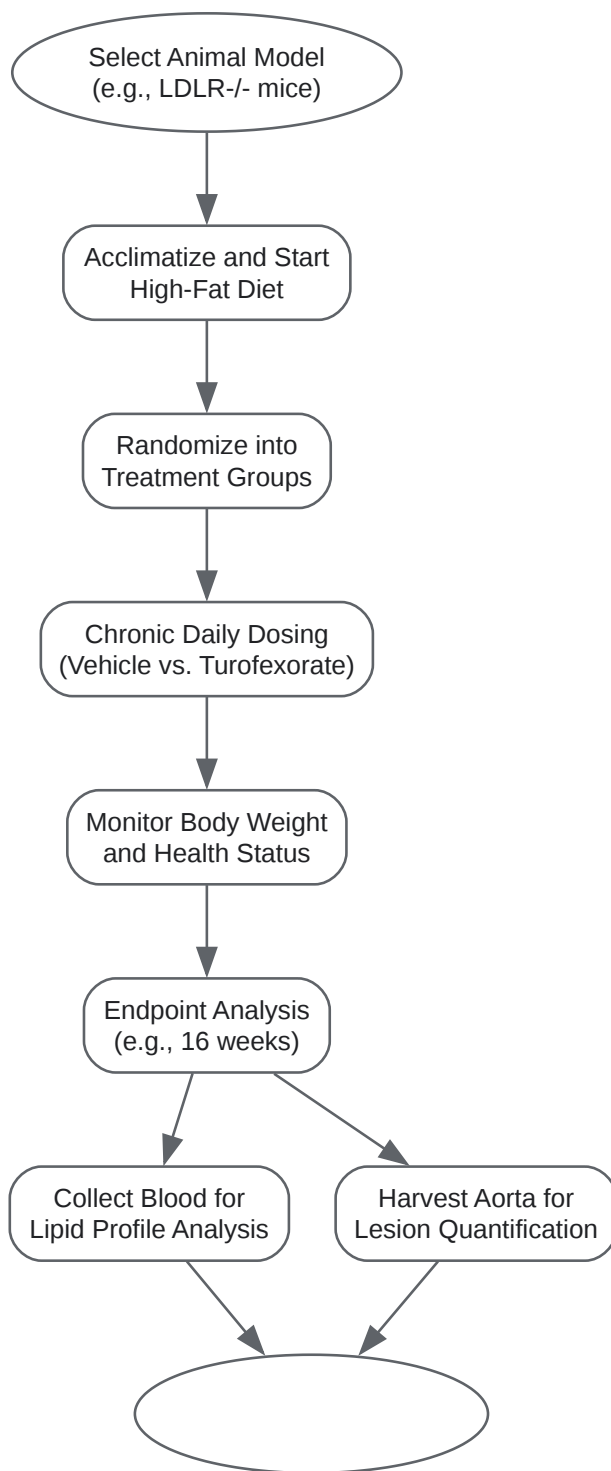 Select Animal Model
(e.g., LDLR-/- mice)
Acclimatize and Start
High-Fat Diet
Randomize into
Treatment Groups
Chronic Daily Dosing
(Vehicle vs. Turofexorate)
Monitor Body Weight
and Health Status
Endpoint Analysis
(e.g., 16 weeks)
Collect Blood for
Lipid Profile Analysis
Harvest Aorta for
Lesion Quantification